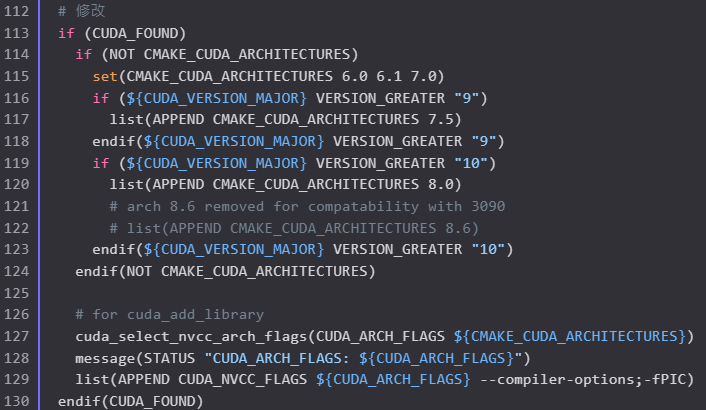 112 # 修改
113 if (CUDA_FOUND)
114 if (NOT CMAKE_CUDA_ARCHITECTURES)
115 set(CMAKE_CUDA_ARCHITECTURES 6.0 6.1 7.0)
116 if (${CUDA_VERSION_MAJOR} VERSION_GREATER "9")
117 list(APPEND CMAKE_CUDA_ARCHITECTURES 7.5)
118 endif(${CUDA_VERSION_MAJOR} VERSION_GREATER "9")
119 if (${CUDA_VERSION_MAJOR} VERSION_GREATER "10")
120 list(APPEND CMAKE_CUDA_ARCHITECTURES 8.0)
121 # arch 8.6 removed for compatability with 3090
122 # list(APPEND CMAKE_CUDA_ARCHITECTURES 8.6)
123 endif(${CUDA_VERSION_MAJOR} VERSION_GREATER "10")
124 endif(NOT CMAKE_CUDA_ARCHITECTURES)
125
126 # for cuda_add_library
127 cuda_select_nvcc_arch_flags(CUDA_ARCH_FLAGS ${CMAKE_CUDA_ARCHITECTURES})
128 message(STATUS "CUDA_ARCH_FLAGS: ${CUDA_ARCH_FLAGS}")
129 list(APPEND CUDA_NVCC_FLAGS ${CUDA_ARCH_FLAGS} --compiler-options;-fPIC)
130 endif(CUDA_FOUND)